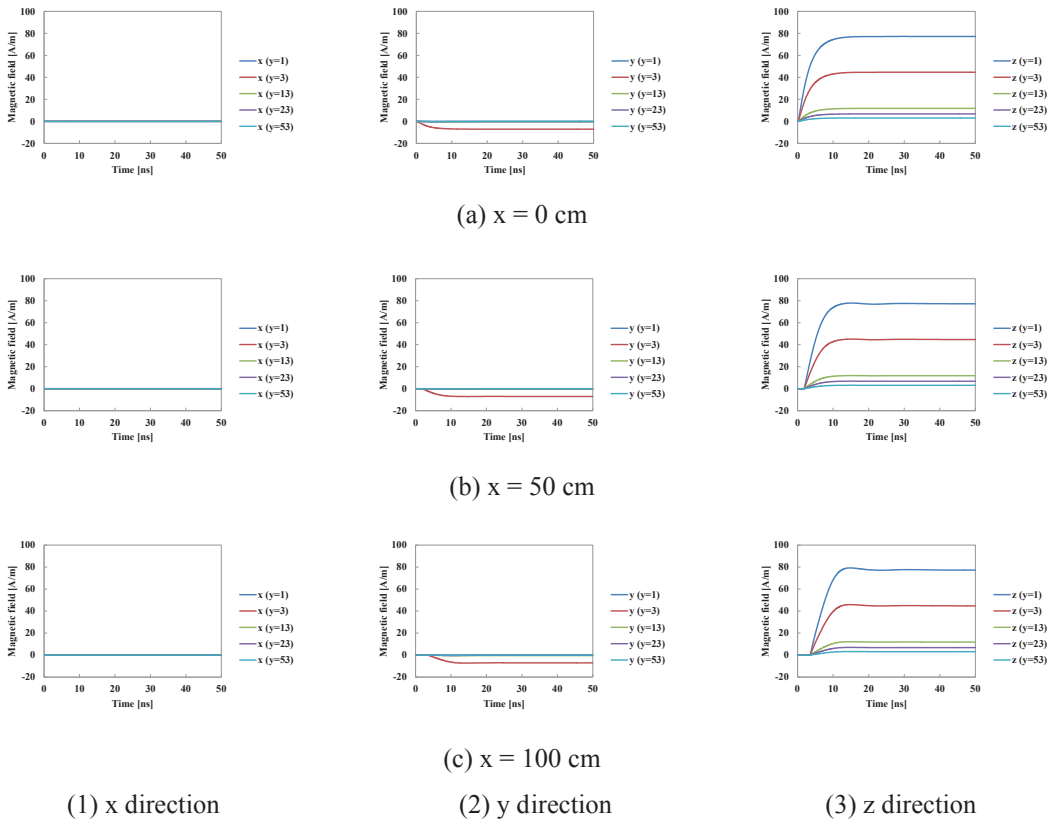 100
80
60
40
20
0
-20
Magnetic field [A/m]
0 10 20 30 40 50
Time [ns]
x (y=1)
x (y=3)
x (y=13)
x (y=23)
x (y=53)
100
80
60
40
20
0
-20
Magnetic field [A/m]
0 10 20 30 40 50
Time [ns]
y (y=1)
y (y=3)
y (y=13)
y (y=23)
y (y=53)
100
80
60
40
20
0
-20
Magnetic field [A/m]
0 10 20 30 40 50
Time [ns]
z (y=1)
z (y=3)
z (y=13)
z (y=23)
z (y=53)
(a) x = 0 cm
100
80
60
40
20
0
-20
Magnetic field [A/m]
0 10 20 30 40 50
Time [ns]
x (y=1)
x (y=3)
x (y=13)
x (y=23)
x (y=53)
100
80
60
40
20
0
-20
Magnetic field [A/m]
0 10 20 30 40 50
Time [ns]
y (y=1)
y (y=3)
y (y=13)
y (y=23)
y (y=53)
100
80
60
40
20
0
-20
Magnetic field [A/m]
0 10 20 30 40 50
Time [ns]
z (y=1)
z (y=3)
z (y=13)
z (y=23)
z (y=53)
(b) x = 50 cm
100
80
60
40
20
0
-20
Magnetic field [A/m]
0 10 20 30 40 50
Time [ns]
x (y=1)
x (y=3)
x (y=13)
x (y=23)
x (y=53)
100
80
60
40
20
0
-20
Magnetic field [A/m]
0 10 20 30 40 50
Time [ns]
y (y=1)
y (y=3)
y (y=13)
y (y=23)
y (y=53)
100
80
60
40
20
0
-20
Magnetic field [A/m]
0 10 20 30 40 50
Time [ns]
z (y=1)
z (y=3)
z (y=13)
z (y=23)
z (y=53)
(c) x = 100 cm
(1) x direction
(2) y direction
(3) z direction